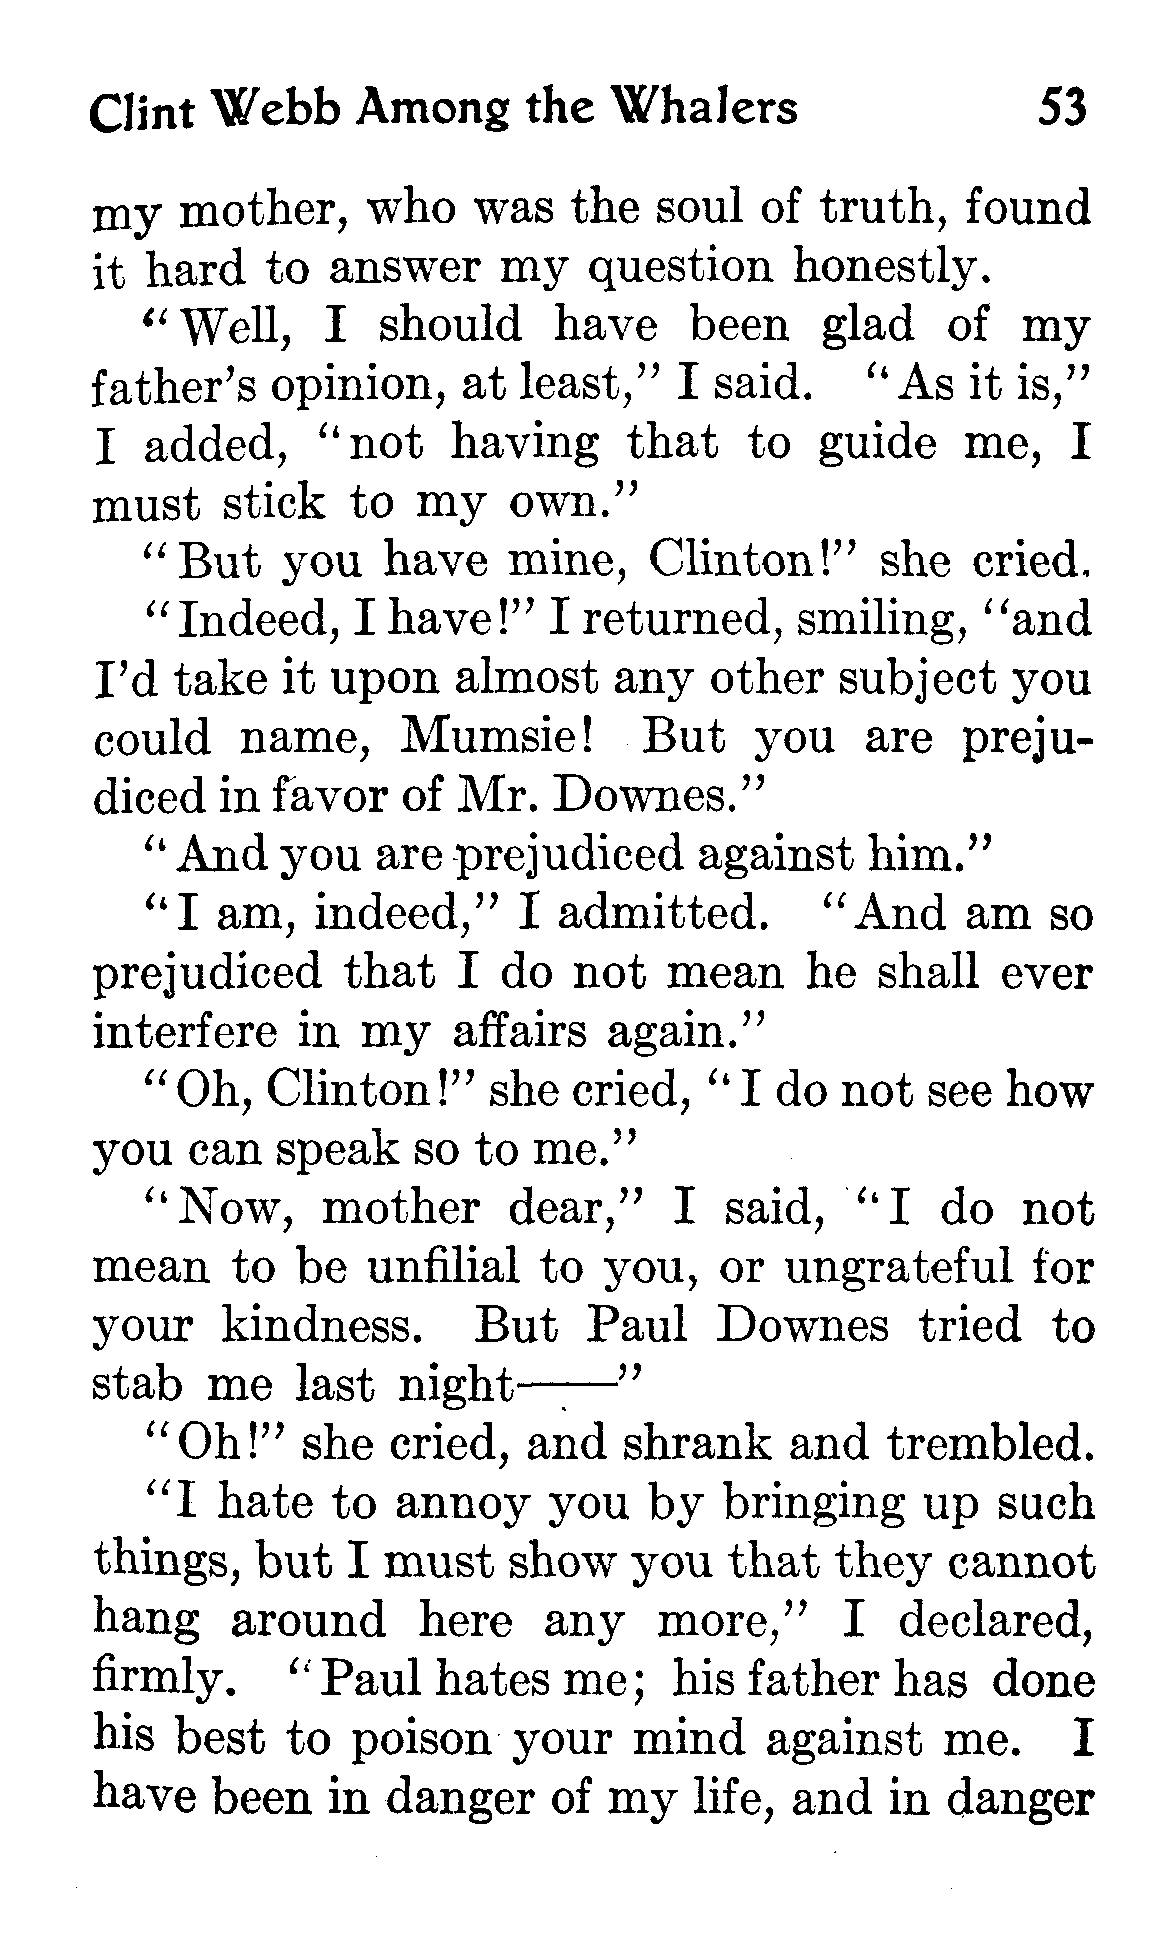 Clint Webb Among the Whalers 53
my mother, who was the soul of truth, found
it hard to answer my question honestly.
"Well, I should have been glad of my
father's opinion, at least," I said. "As it is,"
I added, "not having that to guide me, I
must stick to my own."
"But you have mine, Clinton!" she cried.
"Indeed, I have!" I returned, smiling, "and
I'd take it upon almost any other subject you
could name, Mumsie! But you are preju-
diced in favor of Mr. Downes."
"And you are prejudiced against him."
"I am, indeed," I admitted. "And am so
prejudiced that I do not mean he shall ever
interfere in my affairs again."
"Oh, Clinton!" she cried, "I do not see how
you can speak so to me."
"Now, mother dear," I said, "I do not
mean to be unfilial to you, or ungrateful for
your kindness. But Paul Downes tried to
stab me last night——"
"Oh!" she cried, and shrank and trembled.
"I hate to annoy you by bringing up such
things, but I must show you that they cannot
hang around here any more," I declared,
firmly. "Paul hates me; his father has done
his best to poison your mind against me. I
have been in danger of my life, and in danger